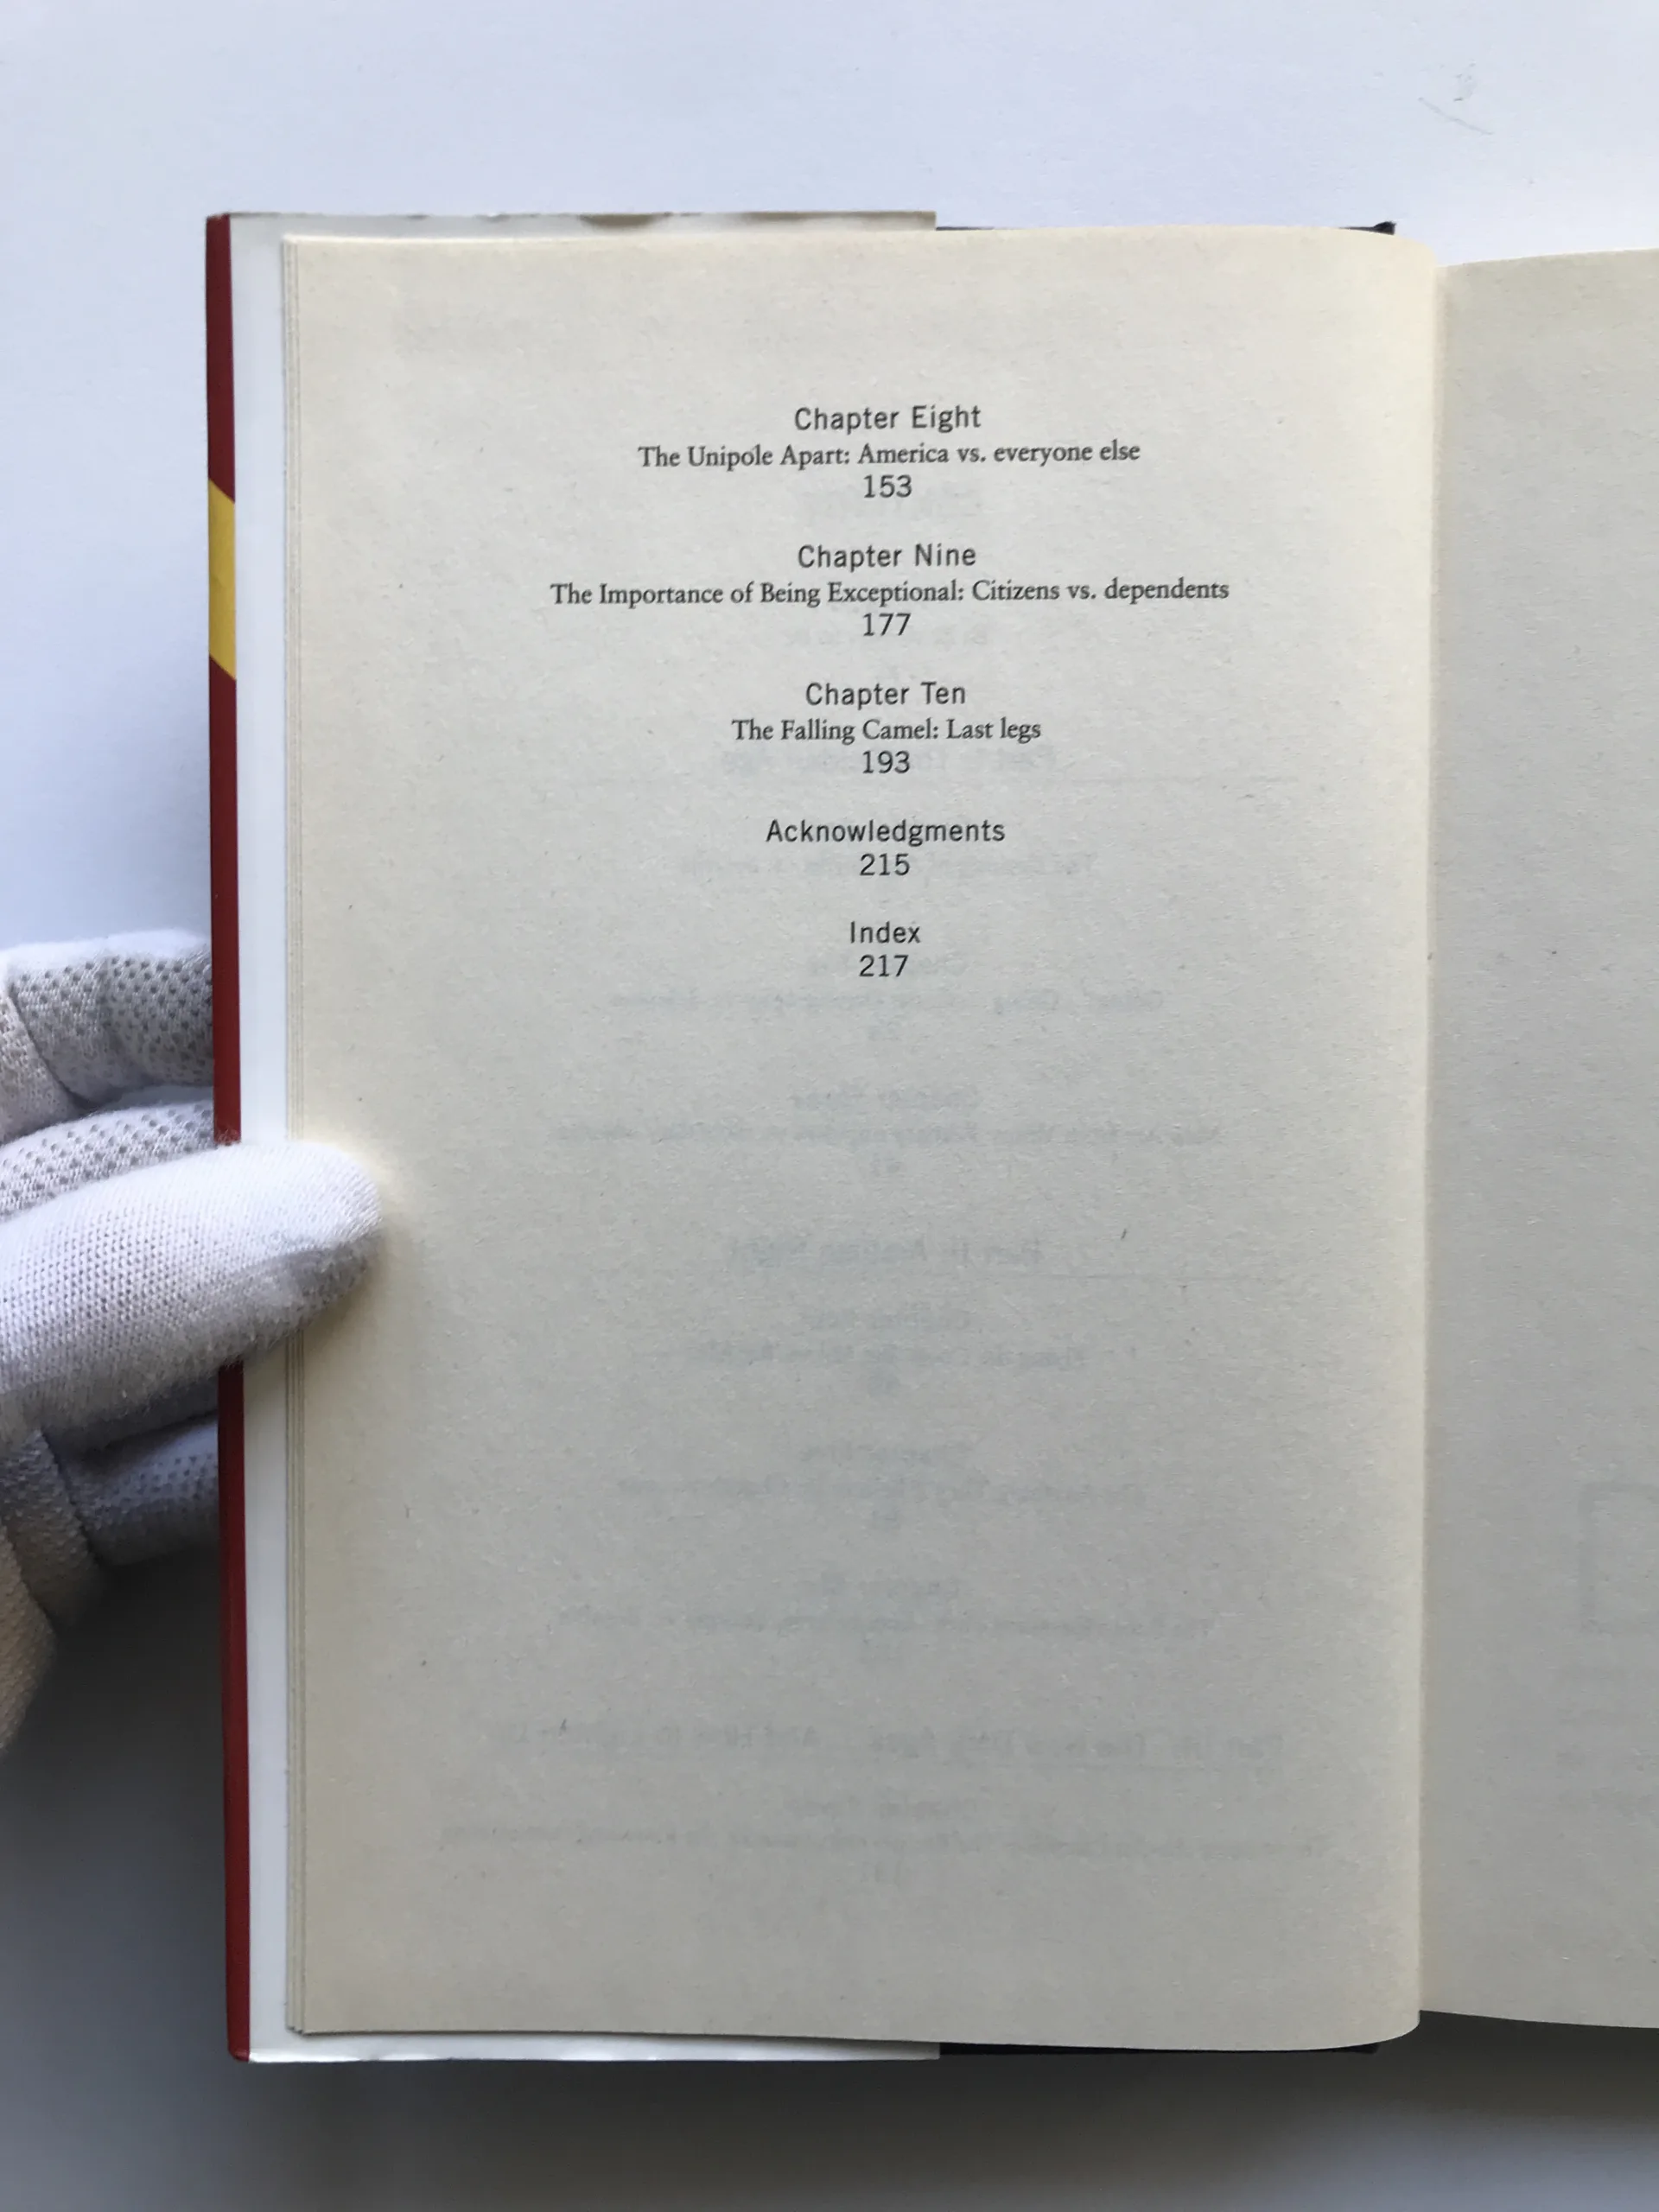 Chapter Eight
The Unipole Apart: America vs. everyone else
153
Chapter Nine
The Importance of Being Exceptional: Citizens vs. dependents
177
Chapter Ten
The Falling Camel: Last legs
193
Acknowledgments
215
Index
217